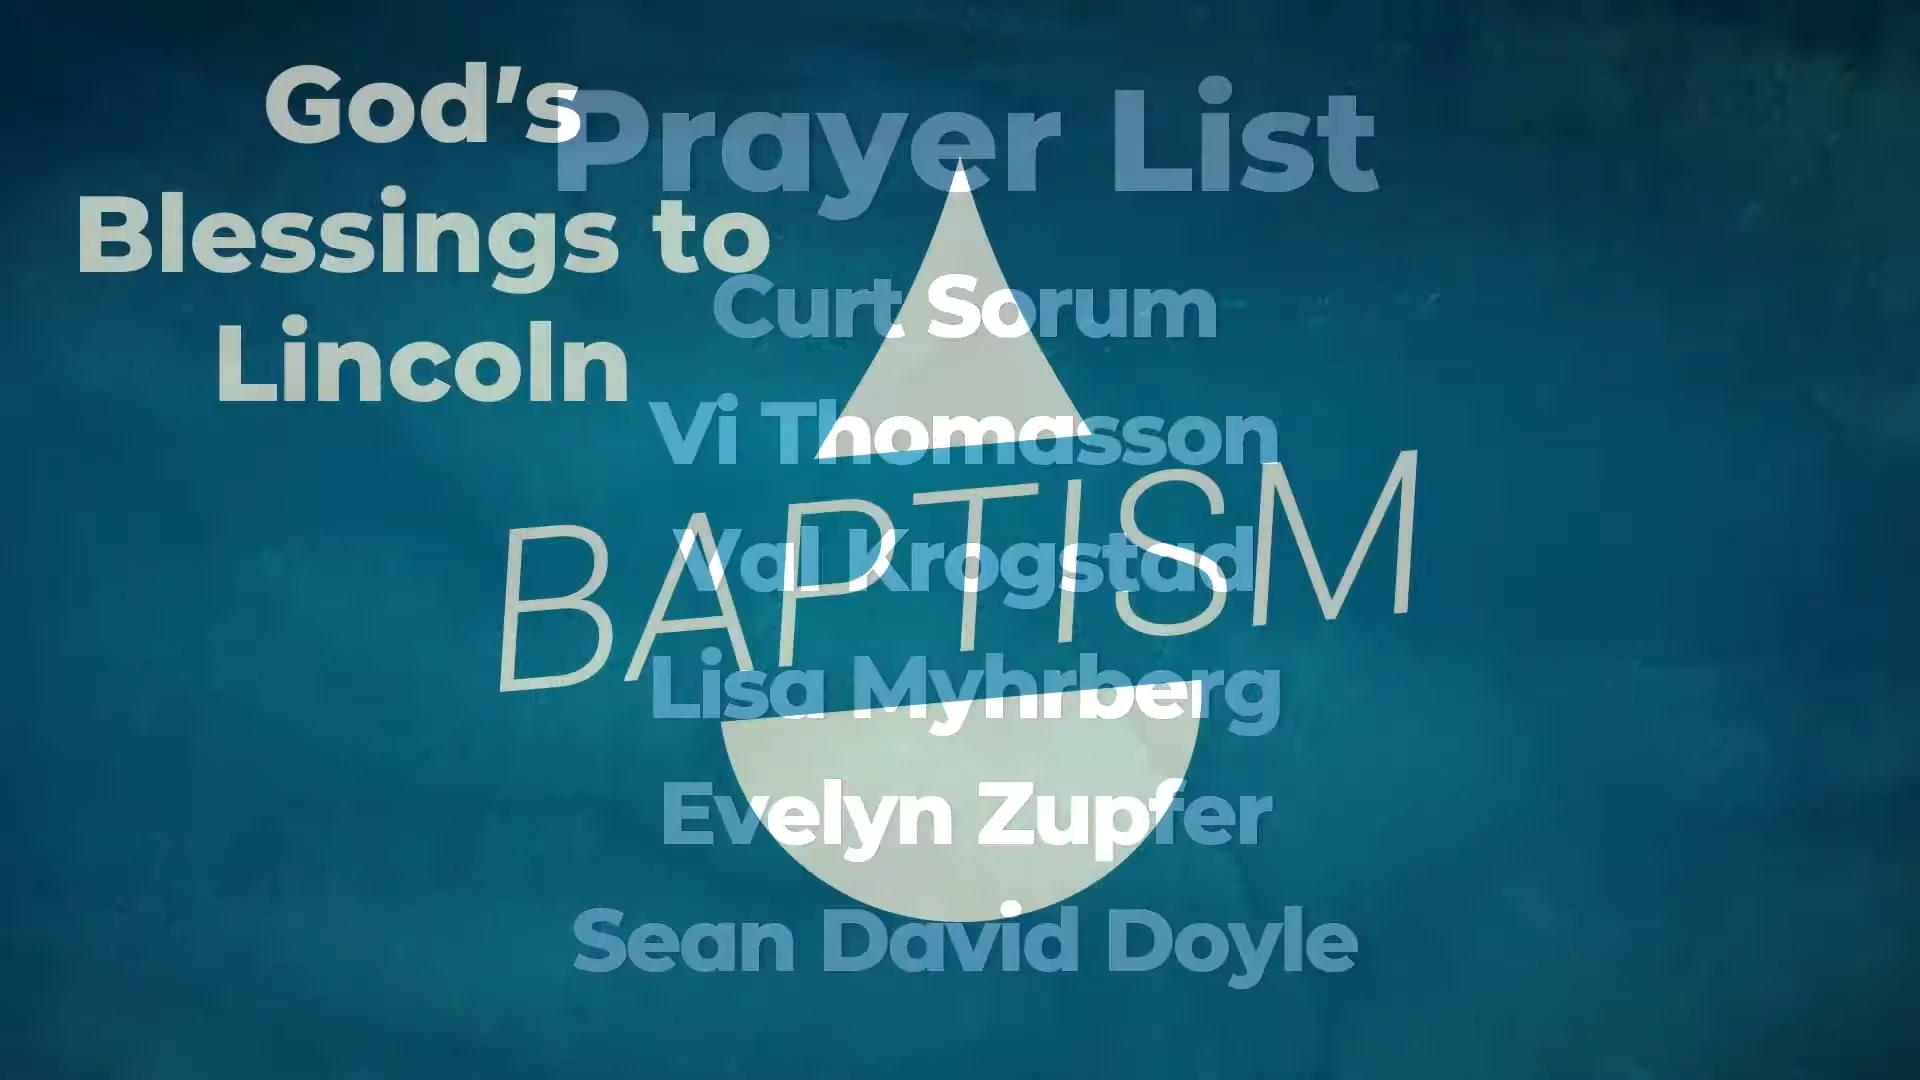 God's
Blessings to
Lincoln
Prayer List
Curt Sorum
Vi Thomasson
BAPTISM
Val Krogstad
Lisa Myhrberg
Evelyn Zupfer
Sean David Doyle